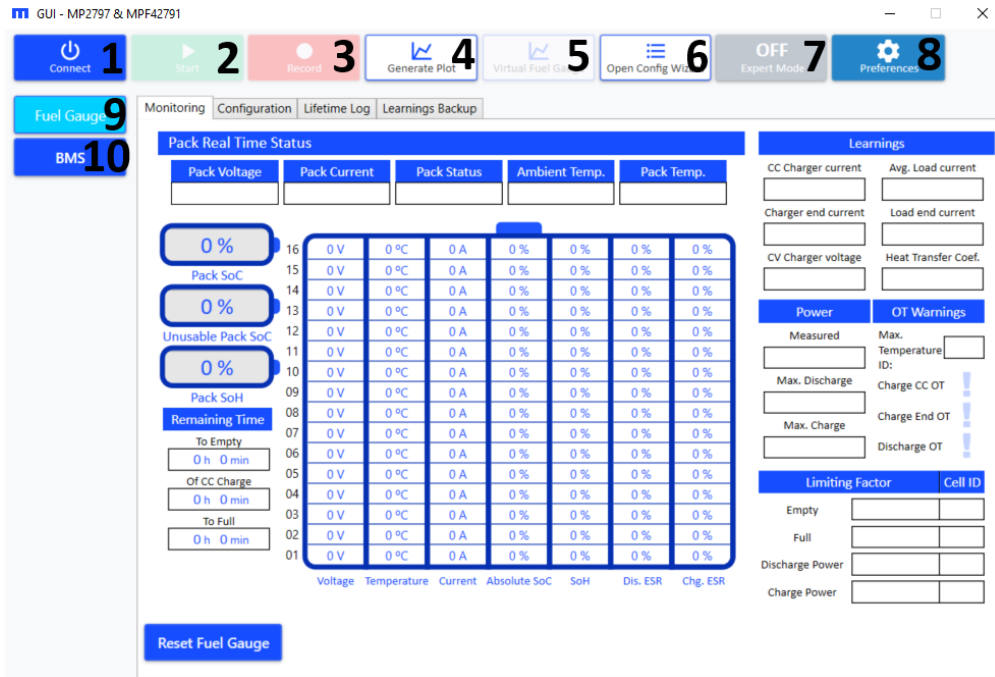 GUI - MP2797 & MPF42791
Connect 1
Start 2
Record 3
Generate Plot 4
Virtual Fuel Gauge 5
Open Config Wizard 6
OFF
Expert Mode 7
Preferences 8
Fuel Gauge 9
BMS 10
Monitoring Configuration Lifetime Log Learnings Backup
Pack Real Time Status
Pack Voltage Pack Current Pack Status Ambient Temp. Pack Temp.
0 %
Pack SoC
0 %
Unusable Pack SoC
0 %
Pack SoH
Remaining Time
To Empty
0 h 0 min
Of CC Charge
0 h 0 min
To Full
0 h 0 min
16 0 V 0 ºC 0 A 0 % 0 % 0 % 0 %
15 0 V 0 ºC 0 A 0 % 0 % 0 % 0 %
14 0 V 0 ºC 0 A 0 % 0 % 0 % 0 %
13 0 V 0 ºC 0 A 0 % 0 % 0 % 0 %
12 0 V 0 ºC 0 A 0 % 0 % 0 % 0 %
11 0 V 0 ºC 0 A 0 % 0 % 0 % 0 %
10 0 V 0 ºC 0 A 0 % 0 % 0 % 0 %
09 0 V 0 ºC 0 A 0 % 0 % 0 % 0 %
08 0 V 0 ºC 0 A 0 % 0 % 0 % 0 %
07 0 V 0 ºC 0 A 0 % 0 % 0 % 0 %
06 0 V 0 ºC 0 A 0 % 0 % 0 % 0 %
05 0 V 0 ºC 0 A 0 % 0 % 0 % 0 %
04 0 V 0 ºC 0 A 0 % 0 % 0 % 0 %
03 0 V 0 ºC 0 A 0 % 0 % 0 % 0 %
02 0 V 0 ºC 0 A 0 % 0 % 0 % 0 %
01 0 V 0 ºC 0 A 0 % 0 % 0 % 0 %
Voltage Temperature Current Absolute SoC SoH Dis. ESR Chg. ESR
Reset Fuel Gauge
Learnings
CC Charger current Avg. Load current
Charger end current Load end current
CV Charger voltage Heat Transfer Coef.
Power
Measured
Max. Discharge
Max. Charge
OT Warnings
Max.
Temperature
ID:
Charge CC OT
Charge End OT
Discharge OT
Limiting Factor Cell ID
Empty
Full
Discharge Power
Charge Power